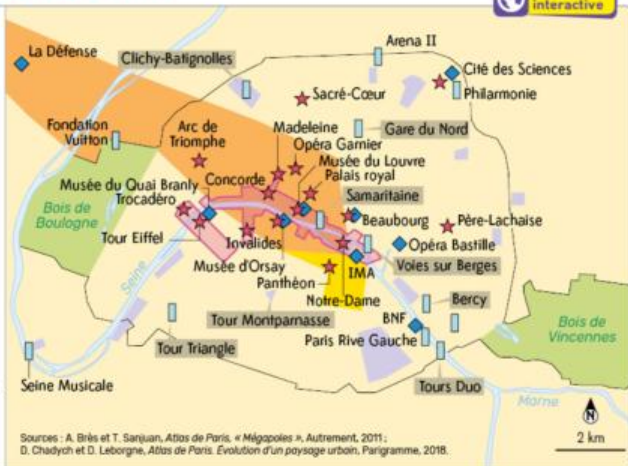 interactive
La Défense
Clichy-Batignolles
Arena II
Cité des Sciences
Philarmonie
Sacré-Cœur
Fondation
Vuitton
Arc de
Triomphe
Madeleine
Gare du Nord
Opéra Garnier
Musée du Louvre
Palais royal
Concorde
Musée du Quai Branly
Trocadéro
Samaritaine
Bois de
Boulogne
Beaubourg
Père-Lachaise
Tour Eiffel
Invalides
Opéra Bastille
Musée d'Orsay
IMA
Voies sur Berges
Panthéon
Seine
Notre-Dame
Bercy
Tour Montparnasse
BNF
Bois de
Vincennes
Tour Triangle
Paris Rive Gauche
Seine Musicale
Tours Duo
Marne
N
2 km
Sources : A. Brès et T. Sanjuan, Atlas de Paris, « Mégapoles », Autrement, 2011 ;
D. Chadych et D. Leborgne, Atlas de Paris. Evolution d'un paysage urbain, Parigramme, 2018.